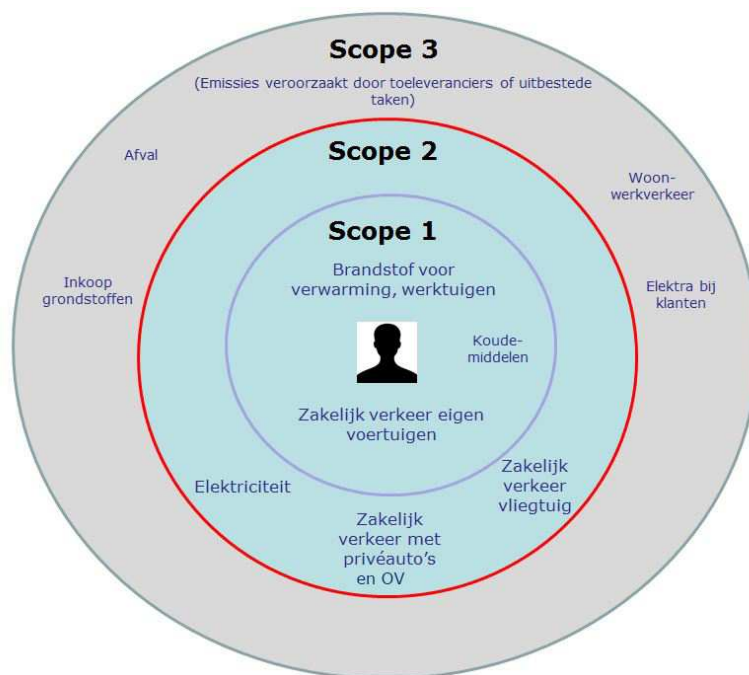 Scope 3
(Emissies veroorzaakt door toeleveranciers of uitbestede
taken)
Afval
Scope 2
Woon-
werkverkeer
Scope 1
Brandstof voor
verwarming, werktuigen
Inkoop
grondstoffen
Elektra bij
klanten
Koude-
middelen
Zakelijk verkeer eigen
voertuigen
Elektriciteit
Zakelijk
verkeer
vliegtuig
Zakelijk
verkeer met
privéauto’s
en OV